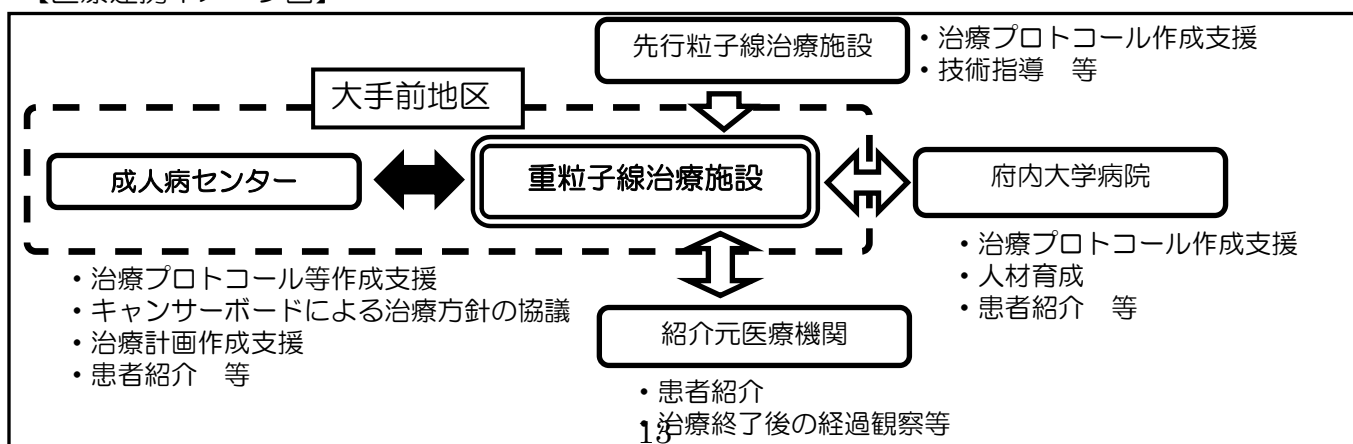 【医療連携イメージ図】
先行粒子線治療施設
・治療プロトコール作成支援
・技術指導　等
大手前地区
成人病センター
重粒子線治療施設
府内大学病院
・治療プロトコール等作成支援
・キャンサーボードによる治療方針の協議
・治療計画作成支援
・患者紹介　等
紹介元医療機関
・患者紹介
・治療終了後の経過観察等
・治療プロトコール作成支援
・人材育成
・患者紹介　等
13